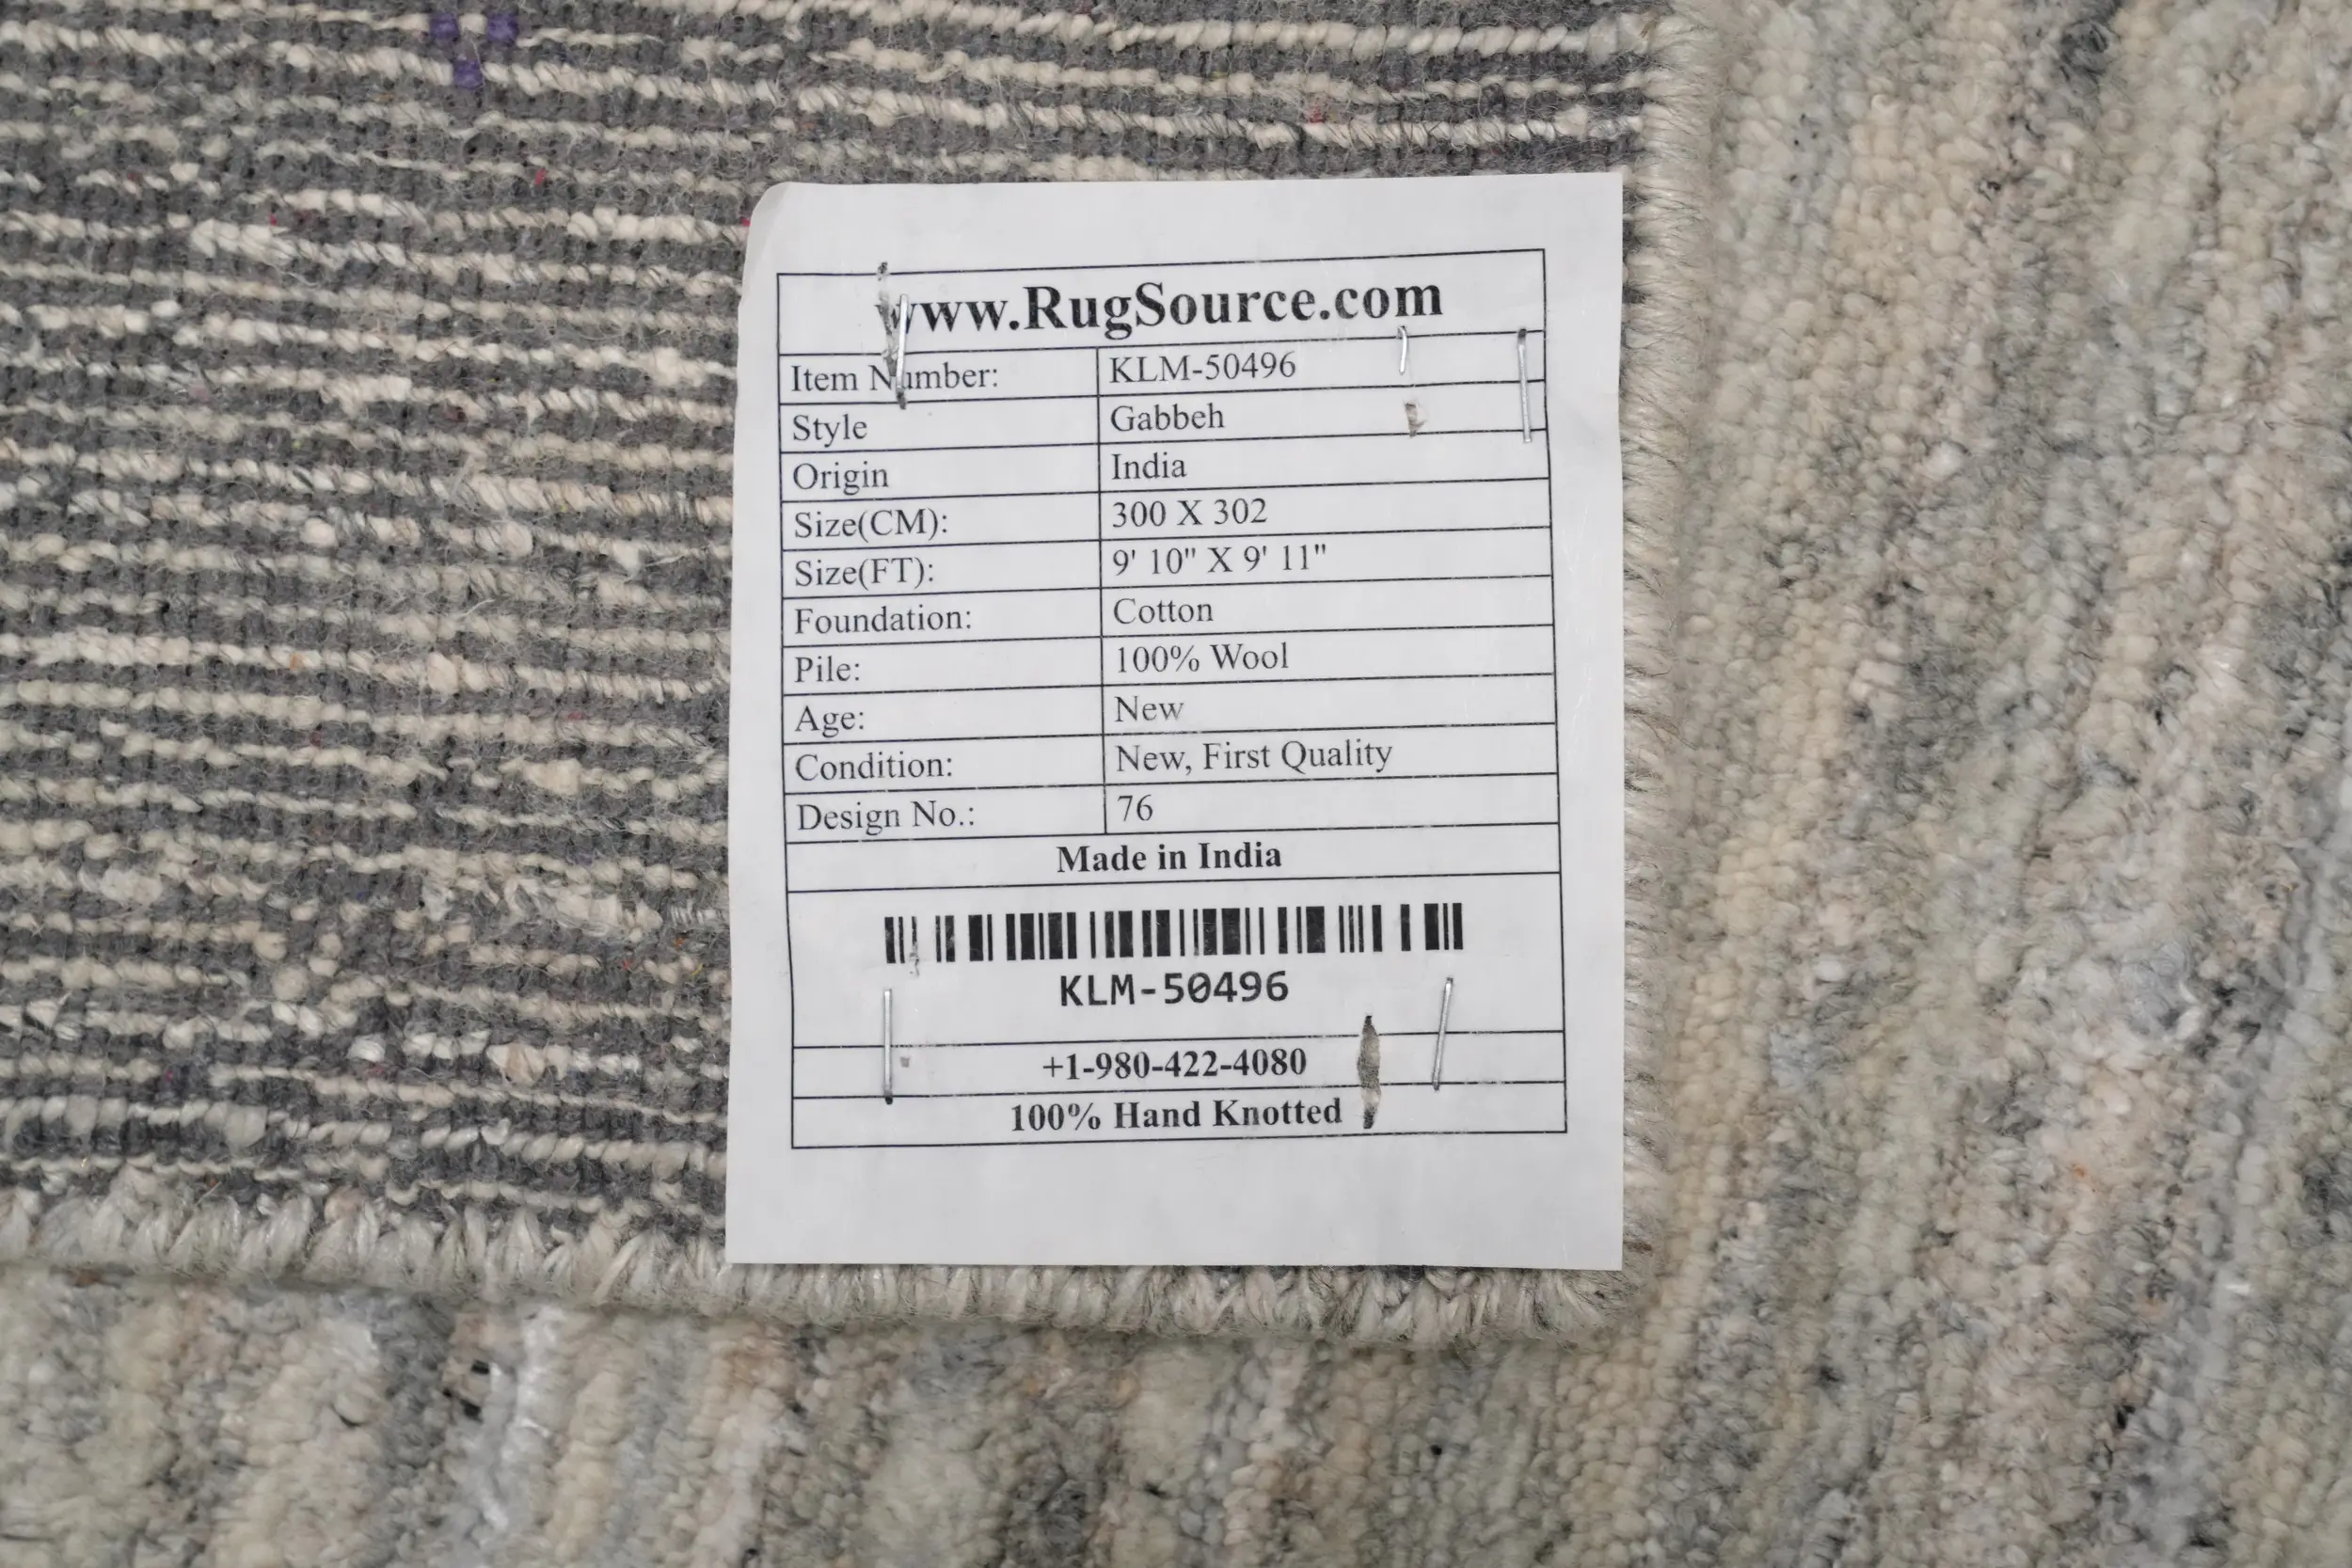 www.RugSource.com
Item Number: KLM-50496
Style Gabbeh
Origin India
Size(CM): 300 X 302
Size(FT): 9' 10" X 9' 11"
Foundation: Cotton
Pile: 100% Wool
Age: New
Condition: New, First Quality
Design No.: 76
Made in India
KLM-50496
+1-980-422-4080
100% Hand Knotted